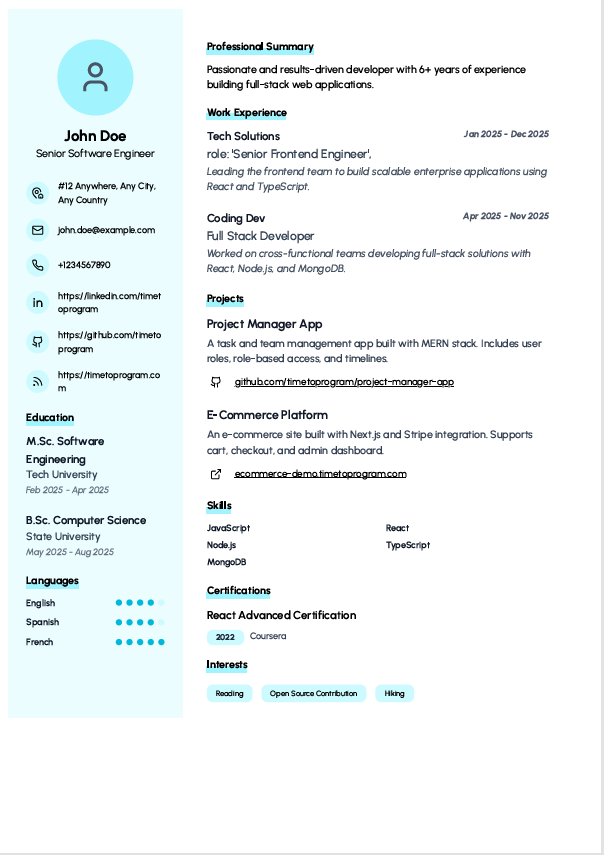 John Doe
Senior Software Engineer
#12 Anywhere, Any City,
Any Country
john.doe@example.com
+1234567890
https://linkedin.com/timet
oprogram
https://github.com/timeto
program
https://timetoprogram.co
m
Education
M.Sc. Software
Engineering
Tech University
Feb 2025 - Apr 2025
B.Sc. Computer Science
State University
May 2025 - Aug 2025
Languages
English
Spanish
French
Professional Summary
Passionate and results-driven developer with 6+ years of experience
building full-stack web applications.
Work Experience
Tech Solutions Jan 2025 - Dec 2025
role: 'Senior Frontend Engineer',
Leading the frontend team to build scalable enterprise applications using
React and TypeScript.
Coding Dev Apr 2025 - Nov 2025
Full Stack Developer
Worked on cross-functional teams developing full-stack solutions with
React, Node.js, and MongoDB.
Projects
Project Manager App
A task and team management app built with MERN stack. Includes user
roles, role-based access, and timelines.
github.com/timetoprogram/project-manager-app
E-Commerce Platform
An e-commerce site built with Next.js and Stripe integration. Supports
cart, checkout, and admin dashboard.
ecommerce-demo.timetoprogram.com
Skills
JavaScript React
Node.js TypeScript
MongoDB
Certifications
React Advanced Certification
2022 Coursera
Interests
Reading Open Source Contribution Hiking